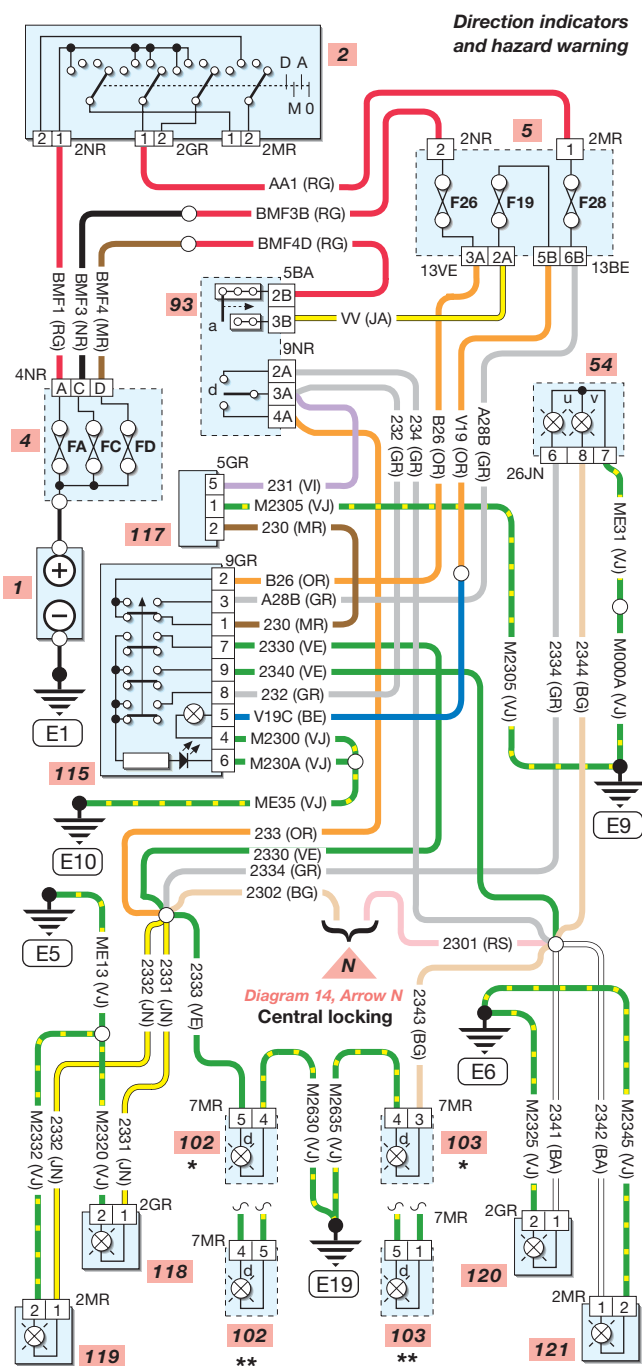 Direction indicators
and hazard warning
2
D A
M 0
2 1
2NR
1 2
2GR
1 2
2MR
5
2NR
2
2MR
1
F26
F19
F28
3A 2A
13VE
5B 6B
13BE
AA1 (RG)
BMF3B (RG)
BMF4D (RG)
BMF1 (RG)
BMF3 (NR)
BMF4 (MR)
5BA
93
2B
a
3B
VV (JA)
9NR
d
2A
3A
4A
4NR
A C D
4
FA
FC
FD
232 (GR)
234 (GR)
B26 (OR)
V19 (OR)
A28B (GR)
54
u v
6 8 7
26JN
5GR
5
1
2
117
231 (VI)
M2305 (VJ)
230 (MR)
1
+
−
E1
9GR
2
3
1
7
9
8
5
4
6
115
B26 (OR)
A28B (GR)
230 (MR)
2330 (VE)
2340 (VE)
232 (GR)
V19C (BE)
M2300 (VJ)
M230A (VJ)
ME35 (VJ)
E10
M2305 (VJ)
2334 (GR)
2344 (BG)
ME31 (VJ)
M000A (VJ)
E9
233 (OR)
2330 (VE)
2334 (GR)
2302 (BG)
2301 (RS)
N
Diagram 14, Arrow N
Central locking
E5
ME13 (VJ)
2332 (JN)
2331 (JN)
2333 (VE)
2343 (BG)
E6
M2332 (VJ)
2332 (JN)
M2320 (VJ)
2331 (JN)
M2630 (VJ)
M2635 (VJ)
M2325 (VJ)
2341 (BA)
2342 (BA)
M2345 (VJ)
7MR
5 4
d
102
*
7MR
4 3
d
103
*
2GR
2 1
118
7MR
4 5
d
102
**
E19
7MR
5 1
d
103
**
2GR
2 1
120
2MR
2 1
119
2MR
1 2
121